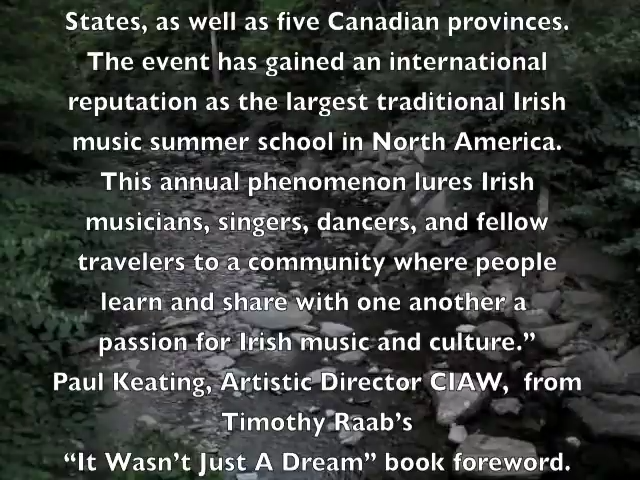 States, as well as five Canadian provinces.
The event has gained an international
reputation as the largest traditional Irish
music summer school in North America.
This annual phenomenon lures Irish
musicians, singers, dancers, and fellow
travelers to a community where people
learn and share with one another a
passion for Irish music and culture.”
Paul Keating, Artistic Director CIAW,  from
Timothy Raab’s
“It Wasn’t Just A Dream” book foreword.